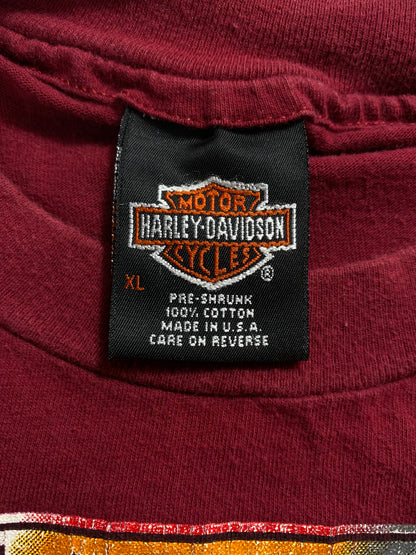 MOTOR
HARLEY-DAVIDSON
CYCLES
®
XL
PRE-SHRUNK
100% COTTON
MADE IN U.S.A.
CARE ON REVERSE